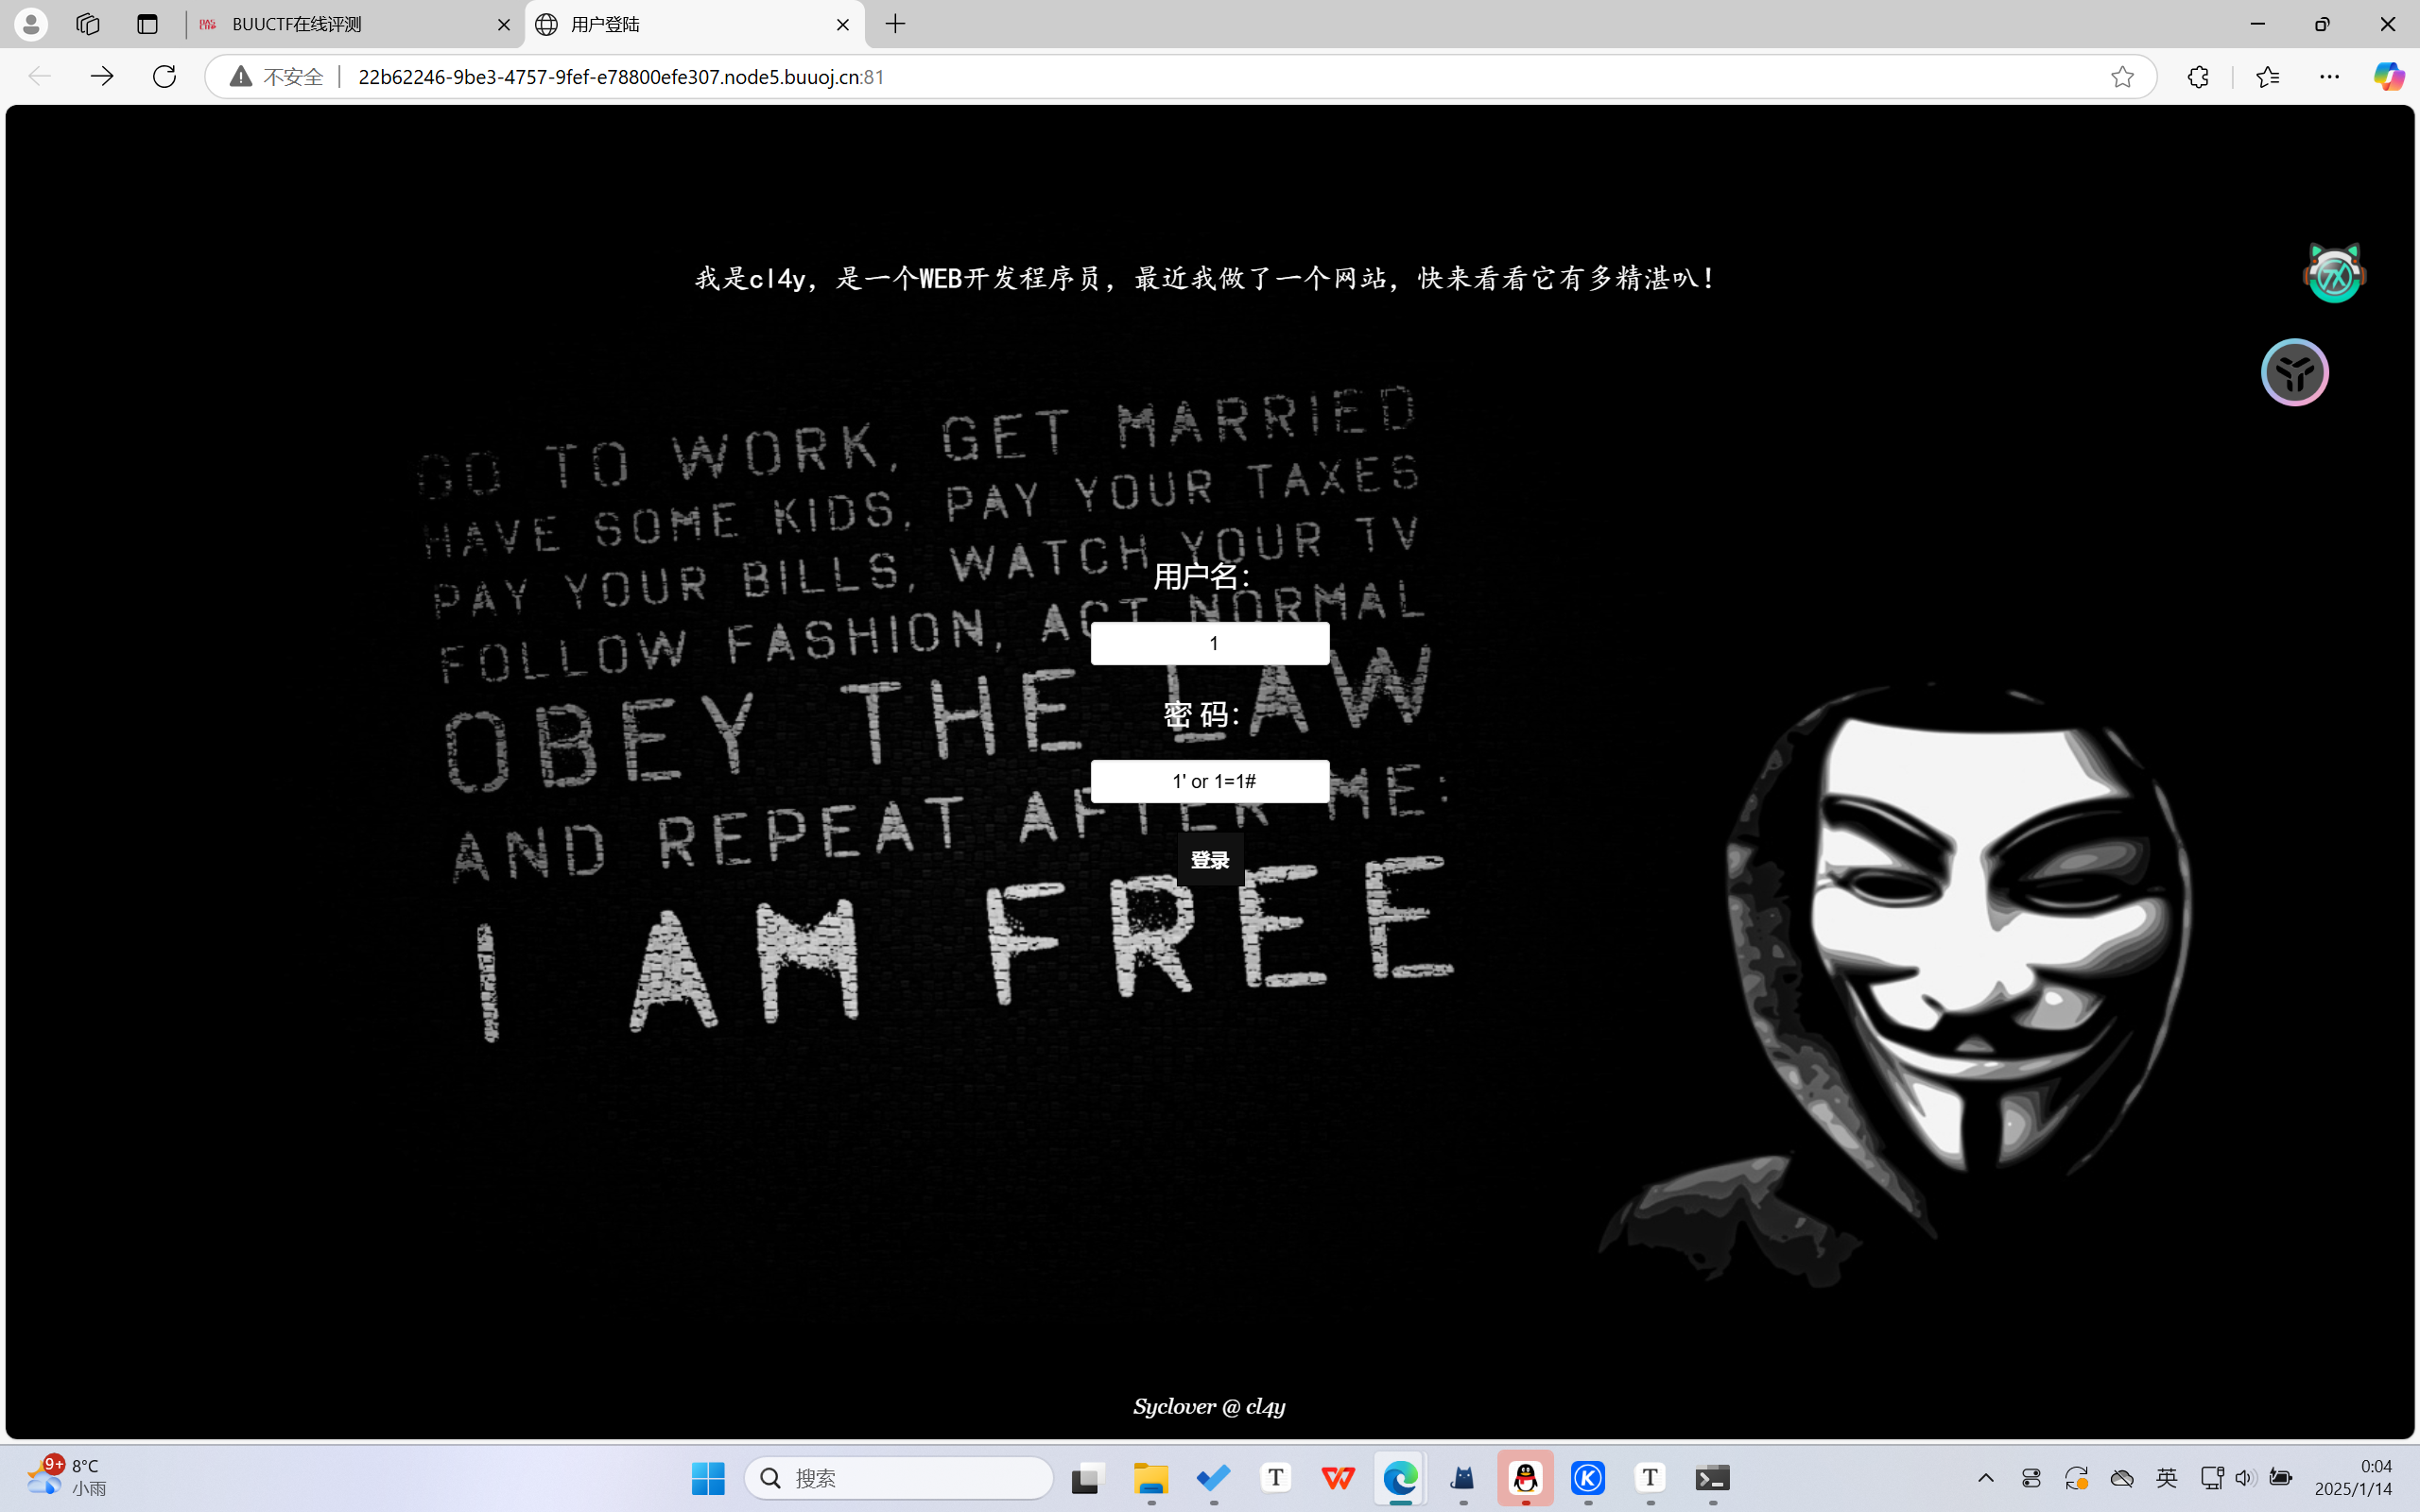 BUUCTF在线评测
用户登陆
不安全
22b62246-9be3-4757-9fef-e78800efe307.node5.buuoj.cn:81
我是cl4y，是一个WEB开发程序员，最近我做了一个网站，快来看看它有多精湛叭！
GO TO WORK, GET MARRIED
HAVE SOME KIDS, PAY YOUR TAXES
PAY YOUR BILLS, WATCH YOUR TV
FOLLOW FASHION, ACT NORMAL
OBEY THE LAW
AND REPEAT AFTER ME:
I AM FREE
用户名：
1
密 码：
1' or 1=1#
登录
Syclover @ cl4y
9+
8°C
小雨
搜索
英
0:04
2025/1/14